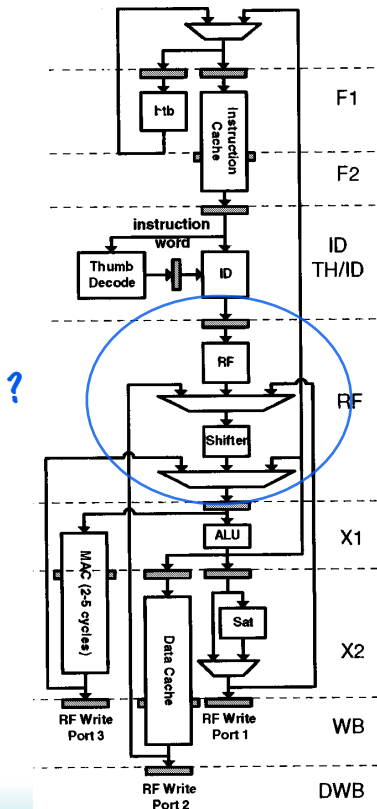 F1
btb
Instruction
Cache
F2
instruction
word
ID
TH/ID
Thumb
Decode
ID
?
RF
RF
Shifter
X1
ALU
MAC (2-5 cycles)
Data Cache
Sat
X2
RF Write
Port 3
RF Write
Port 1
WB
RF Write
Port 2
DWB